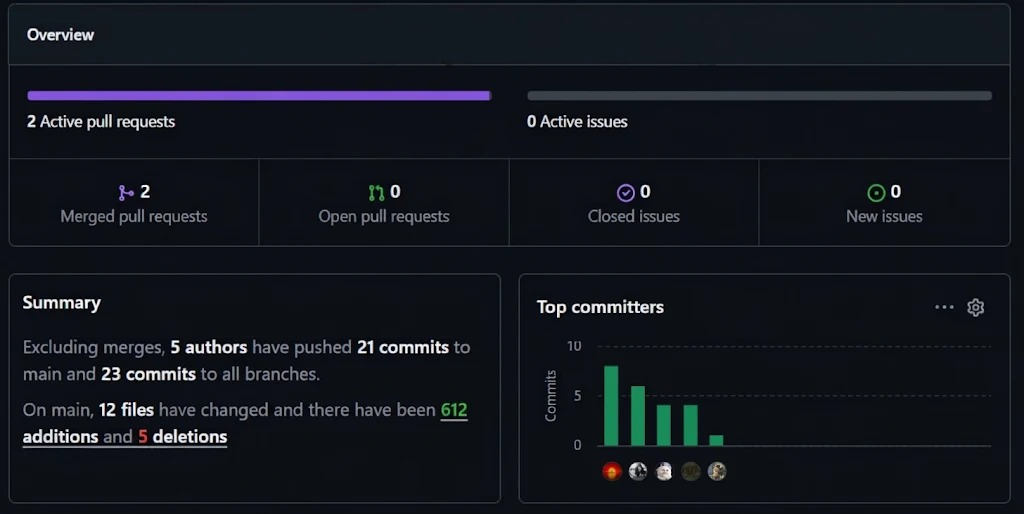 Overview
2 Active pull requests
0 Active issues
2
Merged pull requests
0
Open pull requests
0
Closed issues
0
New issues
Summary
Excluding merges, 5 authors have pushed 21 commits to
main and 23 commits to all branches.
On main, 12 files have changed and there have been 612
additions and 5 deletions
Top committers
Commits
10
5
0